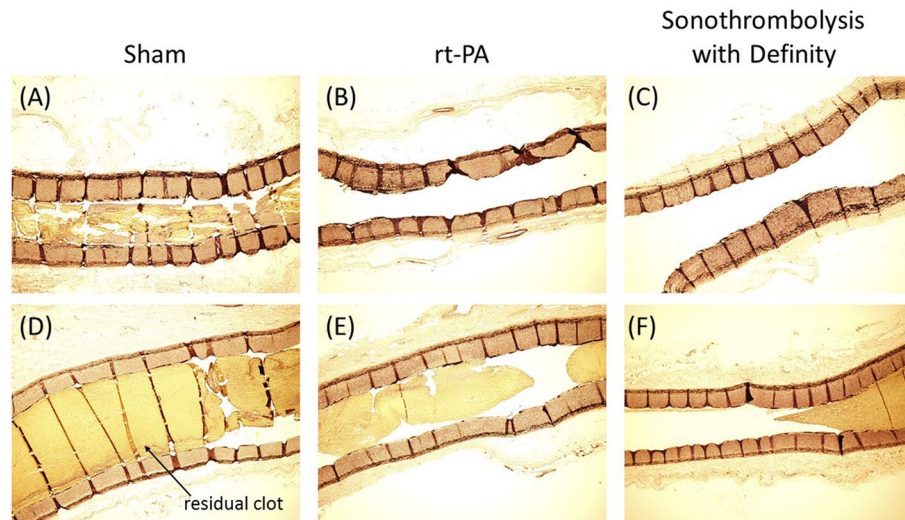 Sham
rt-PA
Sonothrombolysis
with Definity
(A)
(B)
(C)
(D)
(E)
(F)
residual clot